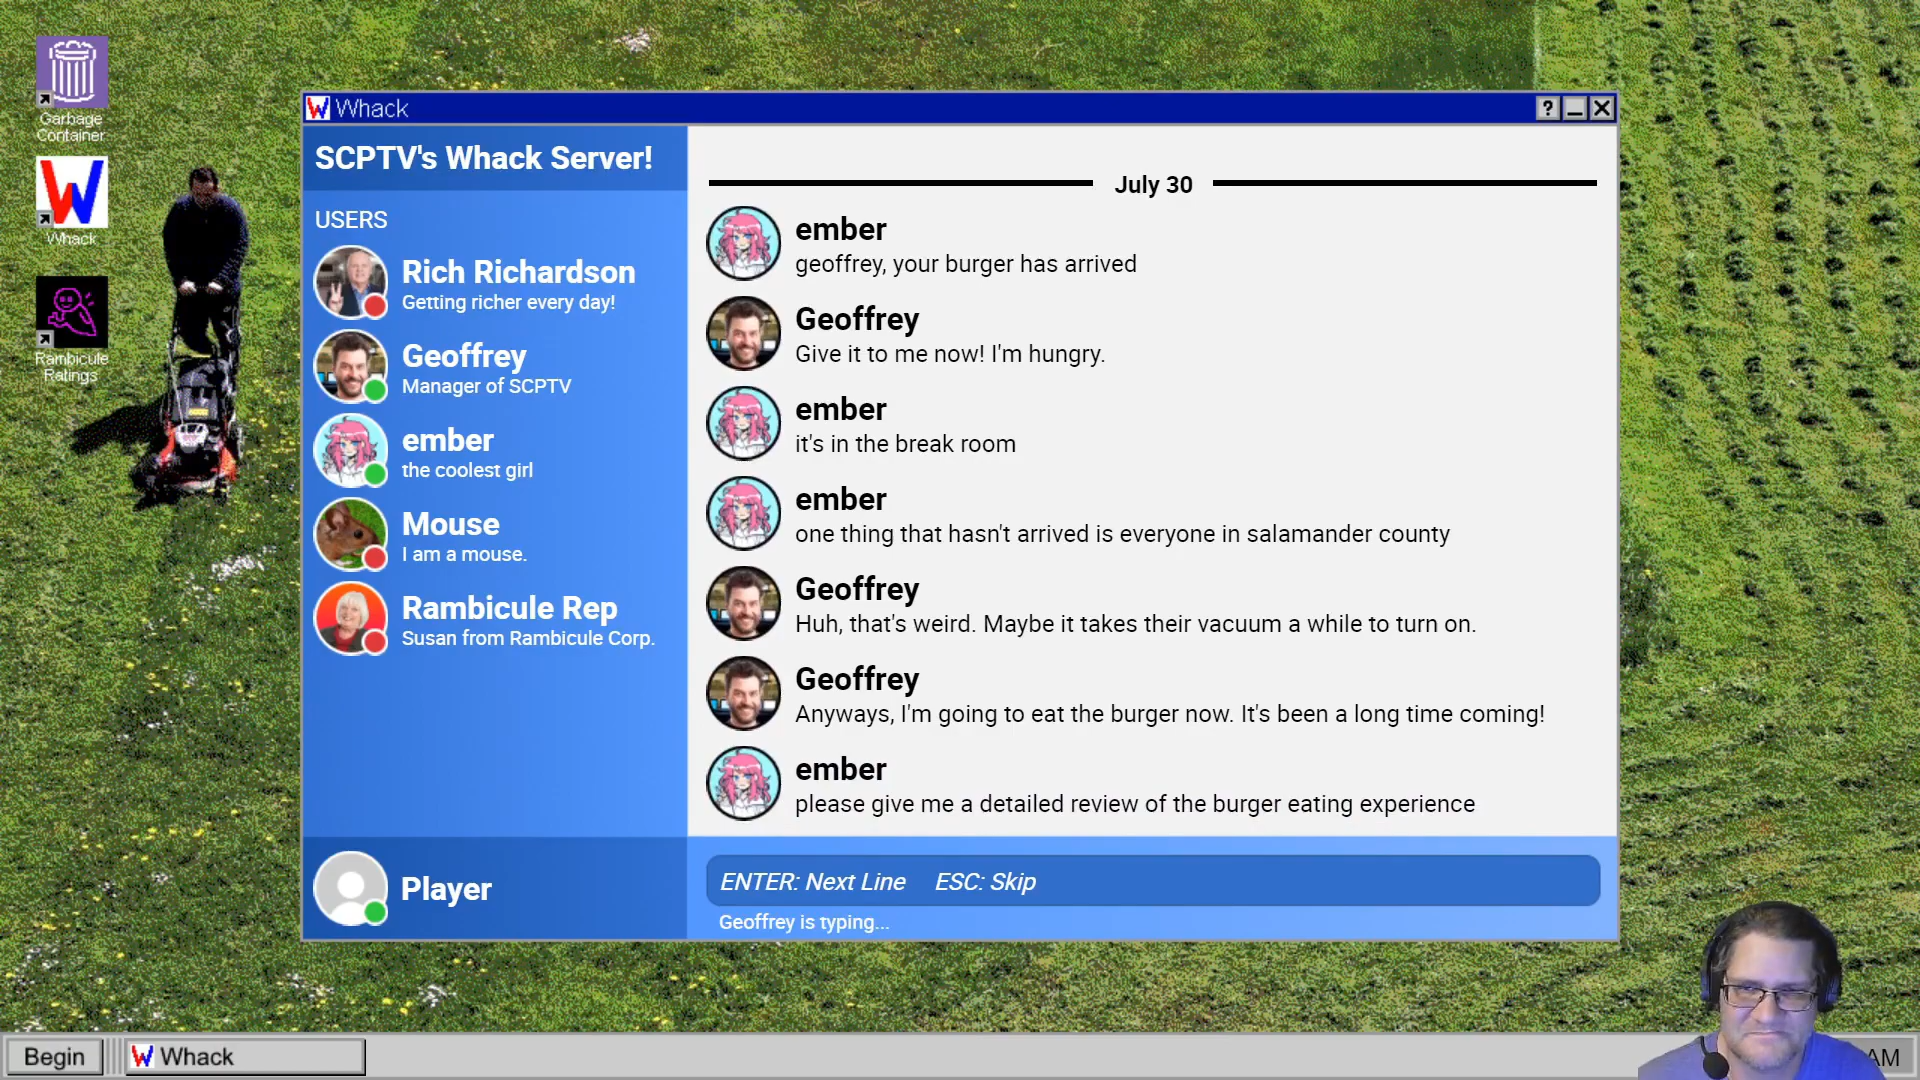 Garbage
Container
Whack
Rambicule
Ratings
Whack
SCPTV's Whack Server!
USERS
Rich Richardson
Getting richer every day!
Geoffrey
Manager of SCPTV
ember
the coolest girl
Mouse
I am a mouse.
Rambicule Rep
Susan from Rambicule Corp.
Player
July 30
ember
geoffrey, your burger has arrived
Geoffrey
Give it to me now! I'm hungry.
ember
it's in the break room
ember
one thing that hasn't arrived is everyone in salamander county
Geoffrey
Huh, that's weird. Maybe it takes their vacuum a while to turn on.
Geoffrey
Anyways, I'm going to eat the burger now. It's been a long time coming!
ember
please give me a detailed review of the burger eating experience
ENTER: Next Line ESC: Skip
Geoffrey is typing...
Begin
Whack
AM